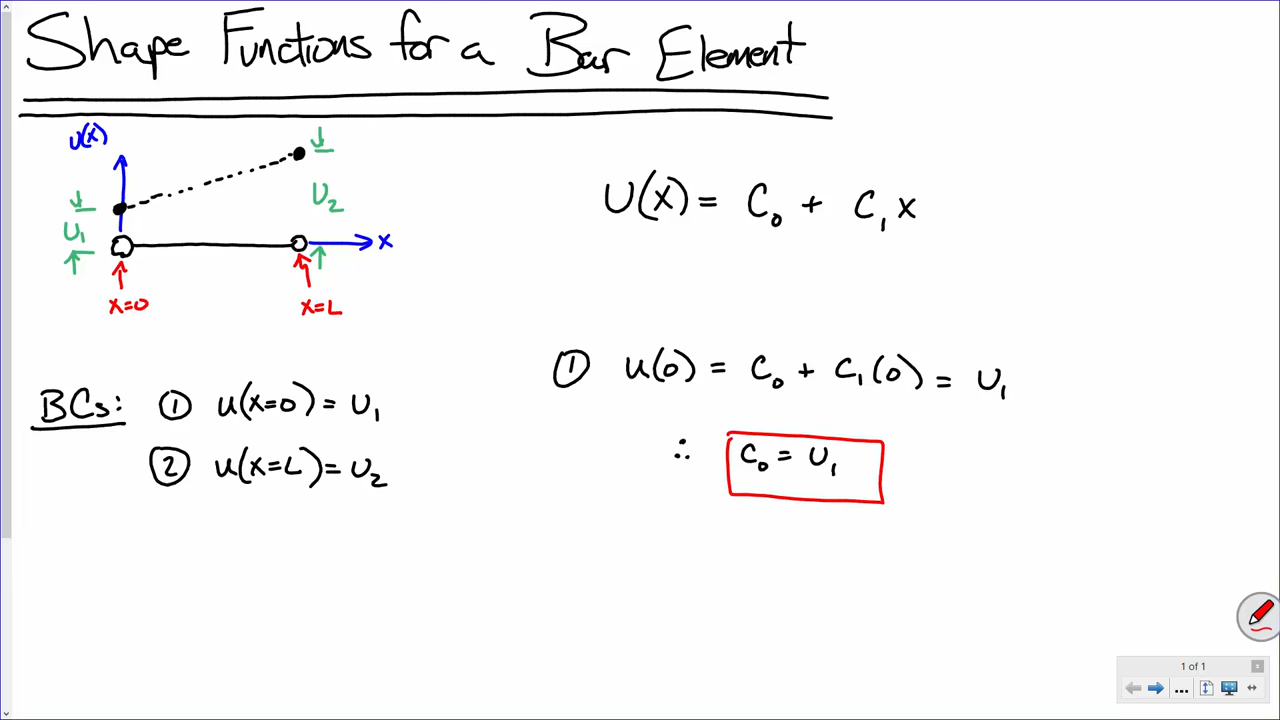 Shape Functions for a Bar Element
u(x)
U₁
U₂
x
x=0
x=L
U(x) = C₀ + C₁x
BCs: ① u(x=0) = U₁
② u(x=L) = U₂
① u(0) = C₀ + C₁(0) = U₁
∴ C₀ = U₁
1 of 1
...